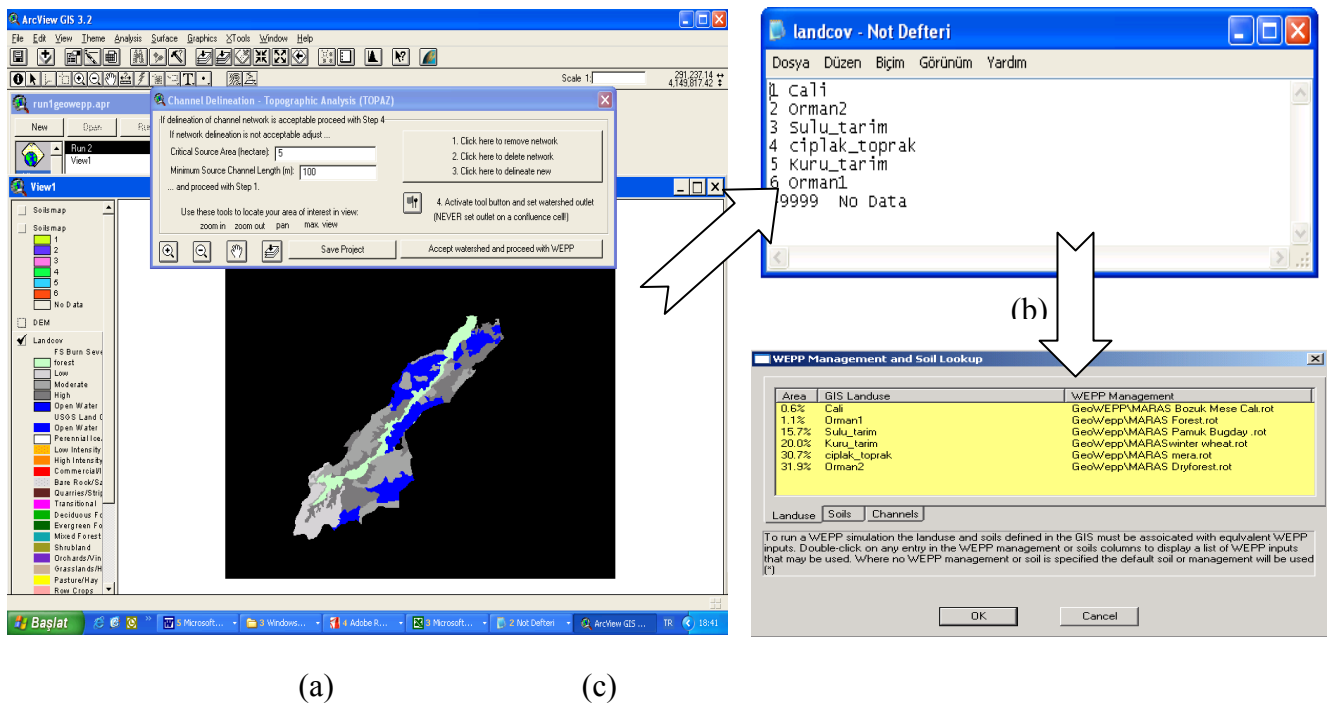 ArcView GIS 3.2
File Edit View Theme Analysis Surface Graphics XTools Window Help
Scale 1:
291,237.14
4,149,817.42
run1geowepp.apr
New Open
Run 2
View1
Channel Delineation - Topographic Analysis (TOPAZ)
If delineation of channel network is acceptable proceed with Step 4
If network delineation is not acceptable adjust ...
Critical Source Area (hectare): 5
Minimum Source Channel Length (m): 100
... and proceed with Step 1.
1. Click here to remove network
2. Click here to delete network
3. Click here to delineate new
4. Activate tool button and set watershed outlet
(NEVER set outlet on a confluence cell!)
Use these tools to locate your area of interest in view:
zoom in zoom out pan max. view
Save Project
Accept watershed and proceed with WEPP
View1
Soilsmap
Soilsmap
1
2
3
4
5
6
No Data
DEM
Landcov
FS Burn Seve
forest
Low
Moderate
High
Open Water
USGS Land C
Open Water
Perennial Ice
Low Intensity
High Intensity
Commercial/I
Bare Rock/Sa
Quarries/Strip
Transitional
Deciduous Fo
Evergreen Fo
Mixed Forest
Shrubland
Orchards/Vin
Grasslands/H
Pasture/Hay
Row Crops
Başlat
5 Microsoft...
3 Windows...
4 Adobe R...
3 Microsoft...
2 Not Defteri
ArcView GIS ...
TR
18:41
(a)
landcov - Not Defteri
Dosya Düzen Biçim Görünüm Yardım
1 Cali
2 Orman2
3 Sulu_tarim
4 ciplak_toprak
5 Kuru_tarim
6 Orman1
9999 No Data
(b)
WEPP Management and Soil Lookup
Area GIS Landuse WEPP Management
0.6% Cali GeoWEPP\MARAS Bozuk Mese Calı.rot
1.1% Orman1 GeoWepp\MARAS Forest.rot
15.7% Sulu_tarim GeoWepp\MARAS Pamuk Bugday .rot
20.0% Kuru_tarim GeoWepp\MARASwinter wheat.rot
30.7% ciplak_toprak GeoWepp\MARAS mera.rot
31.9% Orman2 GeoWepp\MARAS Dryforest.rot
Landuse Soils Channels
To run a WEPP simulation the landuse and soils defined in the GIS must be assoicated with equivalent WEPP
inputs. Double-click on any entry in the WEPP management or soils columns to display a list of WEPP inputs
that may be used. Where no WEPP management or soil is specified the default soil or management will be used
(*)
OK Cancel
(c)